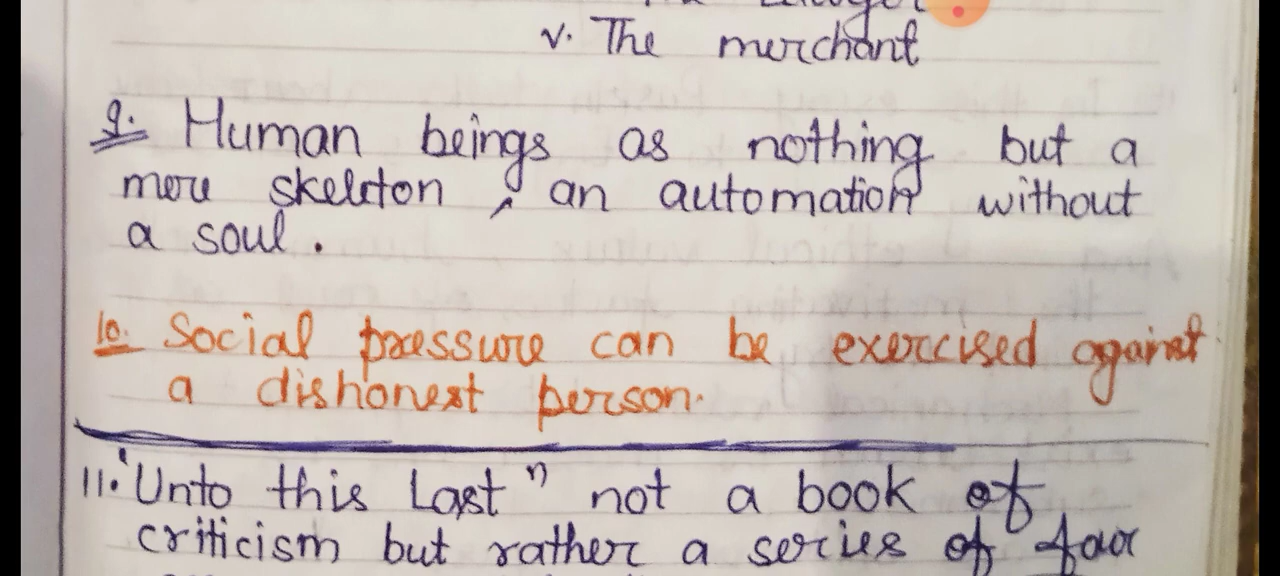 v. The merchant
9. Human beings as nothing but a
mere skeleton, an automation without
a soul.
10. Social pressure can be exercised against
a dishonest person.
11. "Unto this Last" not a book of
criticism but rather a series of four